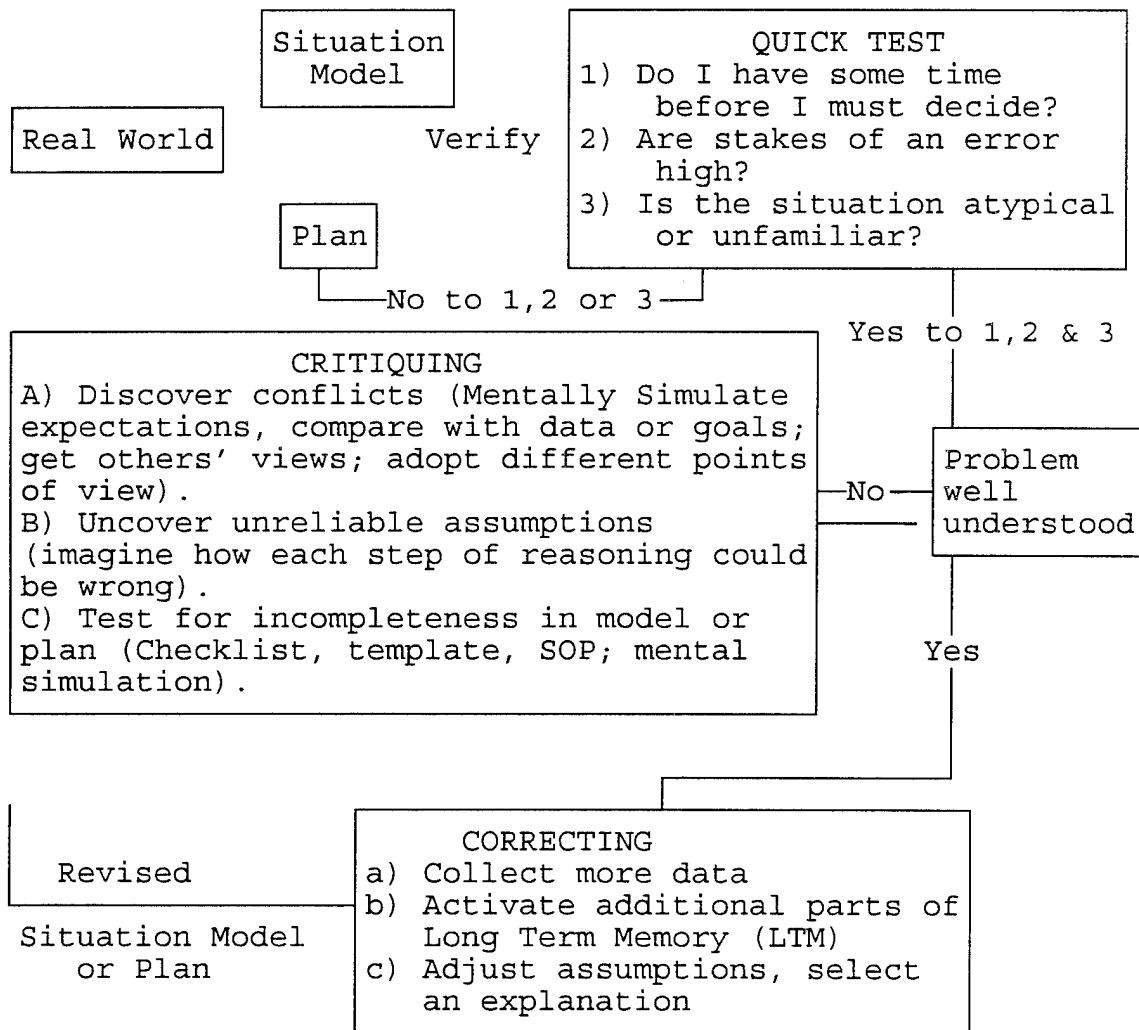 Situation
Model
Real World
Verify
Plan
QUICK TEST
1) Do I have some time
before I must decide?
2) Are stakes of an error
high?
3) Is the situation atypical
or unfamiliar?
No to 1,2 or 3
Yes to 1,2 & 3
CRITIQUING
A) Discover conflicts (Mentally Simulate
expectations, compare with data or goals;
get others' views; adopt different points
of view).
B) Uncover unreliable assumptions
(imagine how each step of reasoning could
be wrong).
C) Test for incompleteness in model or
plan (Checklist, template, SOP; mental
simulation).
No
Problem
well
understood
Yes
Revised
Situation Model
or Plan
CORRECTING
a) Collect more data
b) Activate additional parts of
Long Term Memory (LTM)
c) Adjust assumptions, select
an explanation